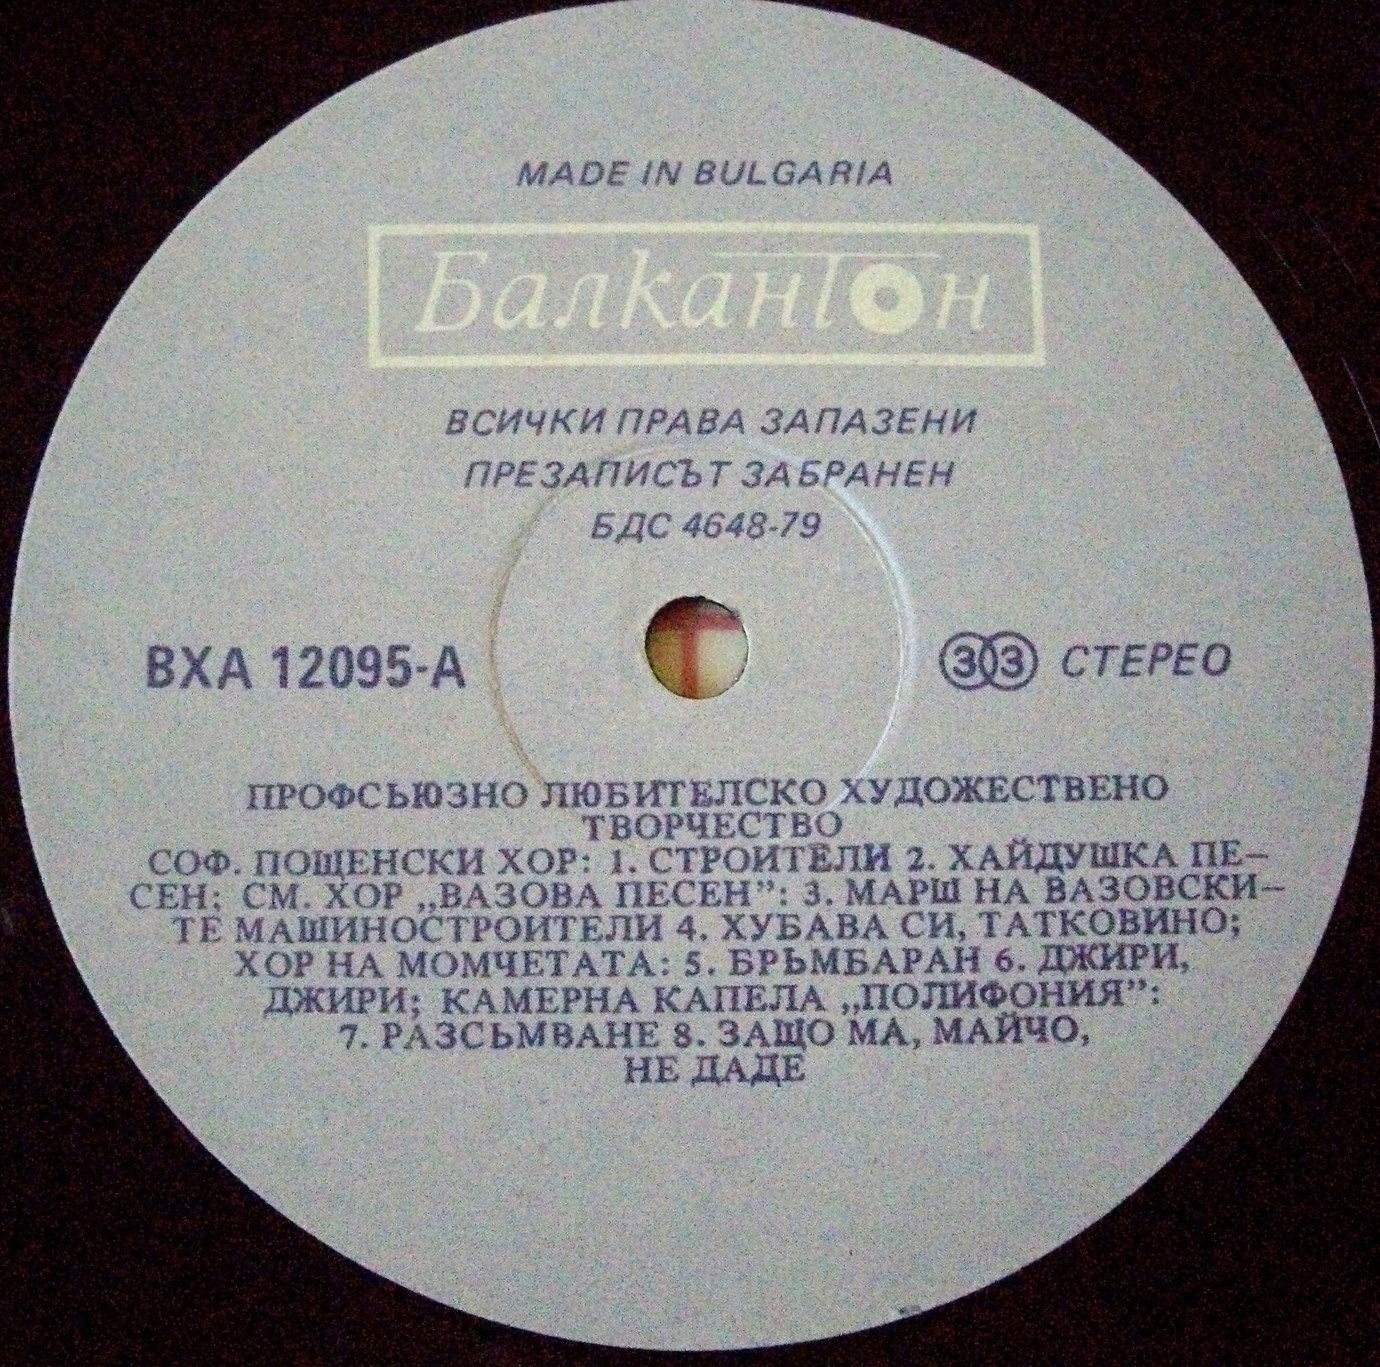 MADE IN BULGARIA
Балкантон
ВСИЧКИ ПРАВА ЗАПАЗЕНИ
ПРЕЗАПИСЪТ ЗАБРАНЕН
БДС 4648-79
ВХА 12095-А
33 СТЕРЕО
ПРОФСЬЮЗНО ЛЮБИТЕЛСКО ХУДОЖЕСТВЕНО
ТВОРЧЕСТВО
СОФ. ПОЩЕНСКИ ХОР: 1. СТРОИТЕЛИ 2. ХАЙДУШКА ПЕ–
СЕН; СМ. ХОР „ВАЗОВА ПЕСЕН”: 3. МАРШ НА ВАЗОВСКИ–
ТЕ МАШИНОСТРОИТЕЛИ 4. ХУБАВА СИ, ТАТКОВИНО;
ХОР НА МОМЧЕТАТА: 5. БРЬМБАРАН 6. ДЖИРИ,
ДЖИРИ; КАМЕРНА КАПЕЛА „ПОЛИФОНИЯ”:
7. РАЗСЬМВАНЕ 8. ЗАЩО МА, МАЙЧО,
НЕ ДАДЕ